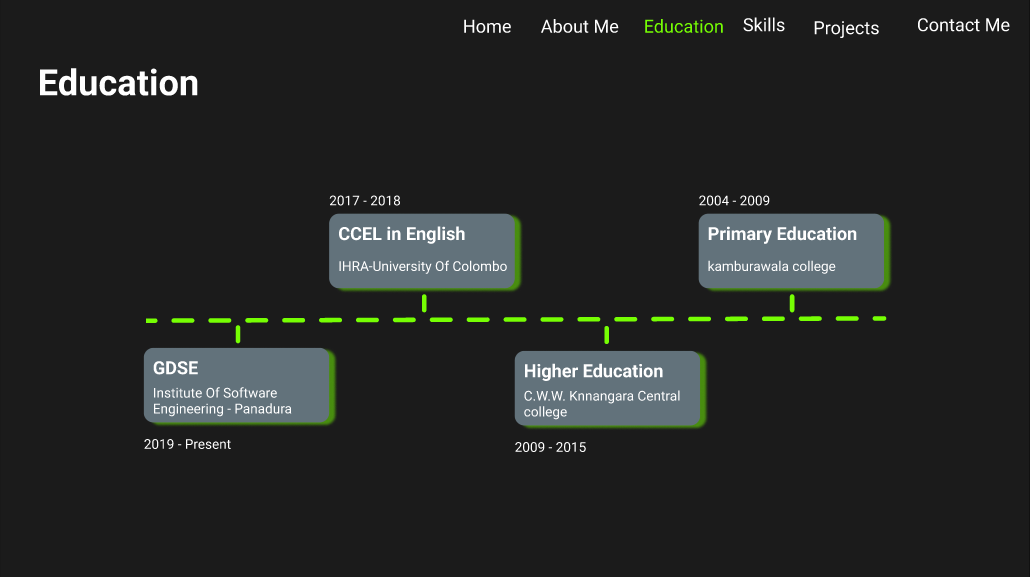 Home About Me Education Skills Projects Contact Me
Education
2017 - 2018
CCEL in English
IHRA-University Of Colombo
2004 - 2009
Primary Education
kamburawala college
GDSE
Institute Of Software
Engineering - Panadura
2019 - Present
Higher Education
C.W.W. Knnangara Central
college
2009 - 2015